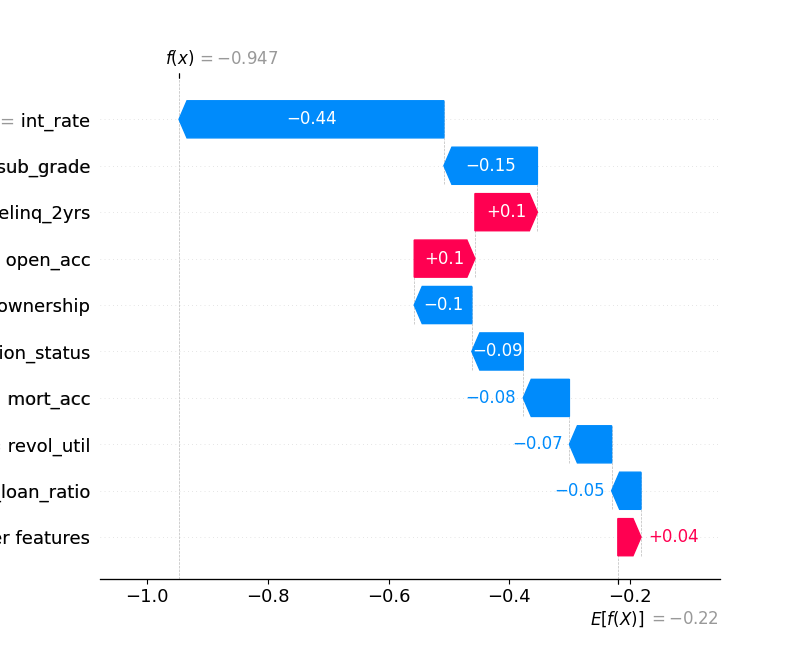 f(x) = −0.947
= int_rate
−0.44
sub_grade
−0.15
elinq_2yrs
+0.1
open_acc
+0.1
ownership
−0.1
ion_status
−0.09
mort_acc
−0.08
revol_util
−0.07
loan_ratio
−0.05
er features
+0.04
−1.0 −0.8 −0.6 −0.4 −0.2
E[f(X)] = −0.22